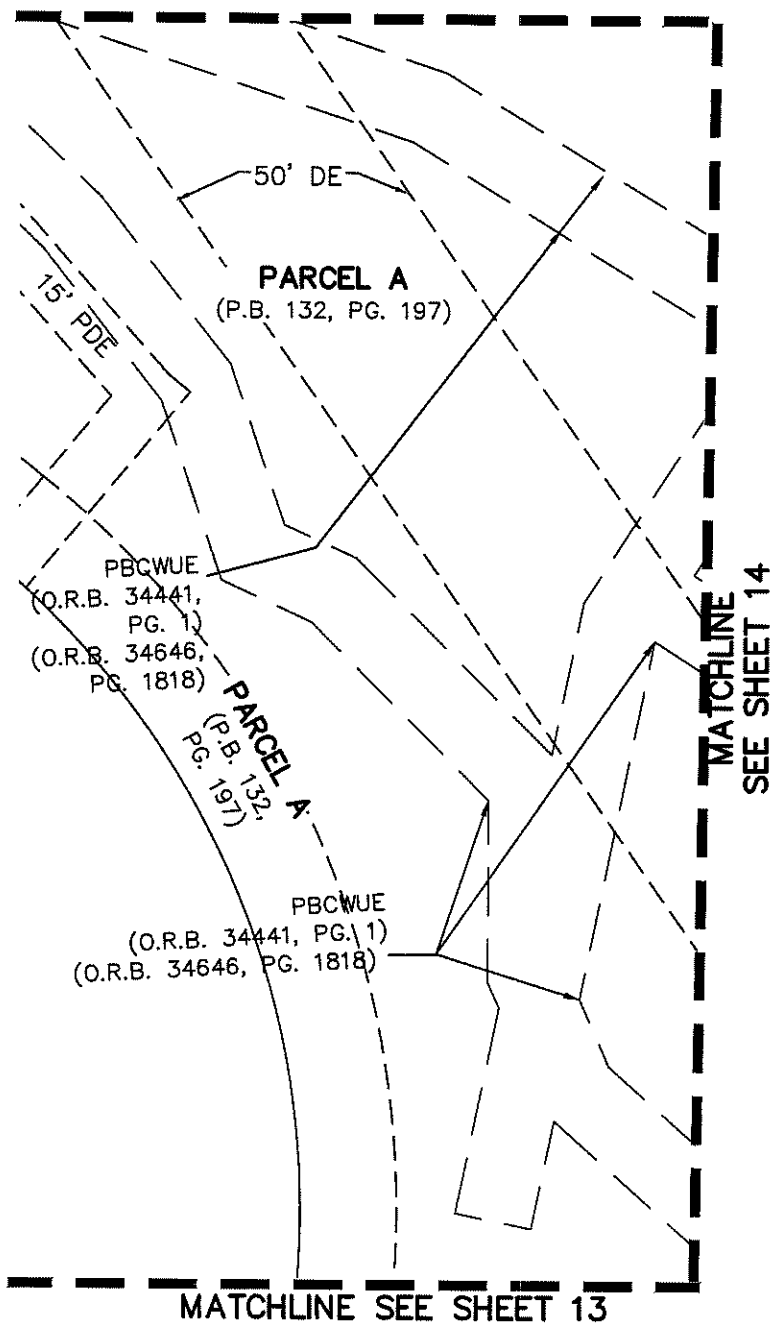 50' DE
PARCEL A
(P.B. 132, PG. 197)
15' PDE
PBCWUE
(O.R.B. 34441,
PG. 1)
(O.R.B. 34646,
PG. 1818)
PARCEL A
(P.B. 132,
PG. 197)
MATCHLINE
SEE SHEET 14
PBCWUE
(O.R.B. 34441, PG. 1)
(O.R.B. 34646, PG. 1818)
MATCHLINE SEE SHEET 13